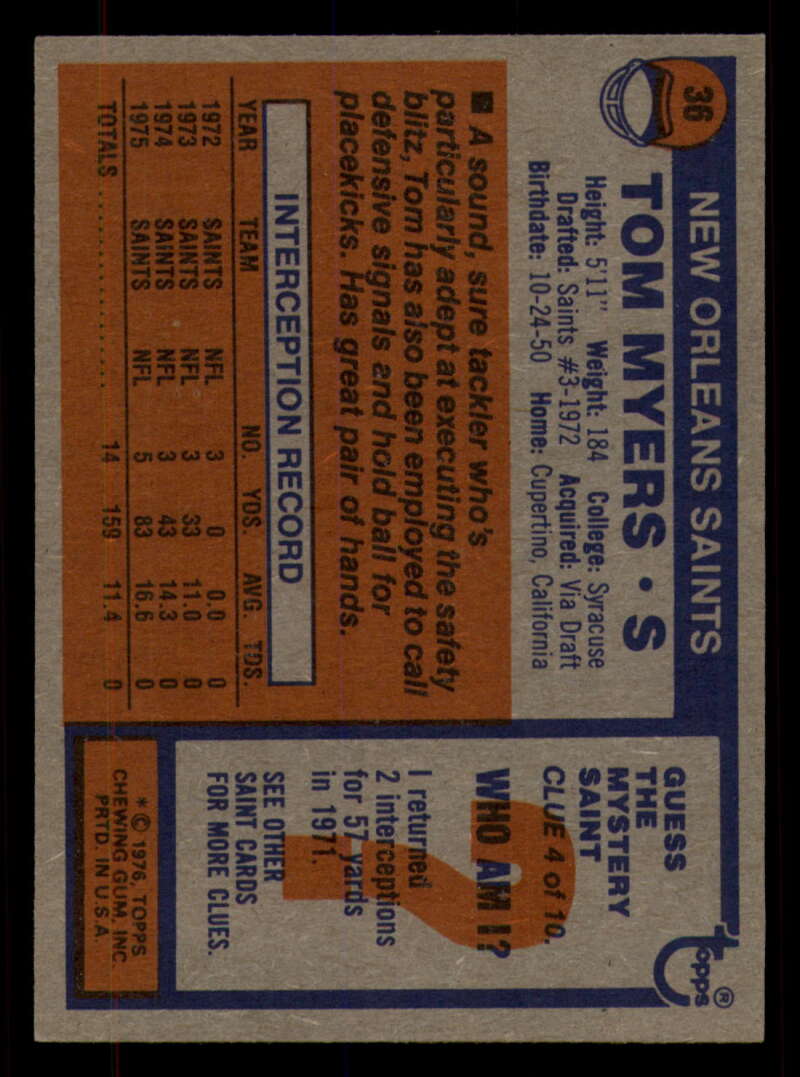 36
NEW ORLEANS SAINTS
TOM MYERS • S
Height: 5'11" Weight: 184 College: Syracuse
Drafted: Saints #3-1972 Acquired: Via Draft
Birthdate: 10-24-50 Home: Cupertino, California
■ A sound, sure tackler who's
particularly adept at executing the safety
blitz, Tom has also been employed to call
defensive signals and hold ball for
placekicks. Has great pair of hands.
INTERCEPTION RECORD
YEAR TEAM NO. YDS. AVG. TDS.
1972 SAINTS NFL 3 0 0.0 0
1973 SAINTS NFL 3 33 11.0 0
1974 SAINTS NFL 3 43 14.3 0
1975 SAINTS NFL 5 83 16.6 0
TOTALS 14 159 11.4 0
topps®
GUESS
THE
MYSTERY
SAINT
CLUE 4 of 10.
?
WHO AM I?
I returned
2 interceptions
for 57 yards
in 1971.
SEE OTHER
SAINT CARDS
FOR MORE CLUES.
* © 1976, TOPPS
CHEWING GUM, INC.
PRTD. IN U.S.A.